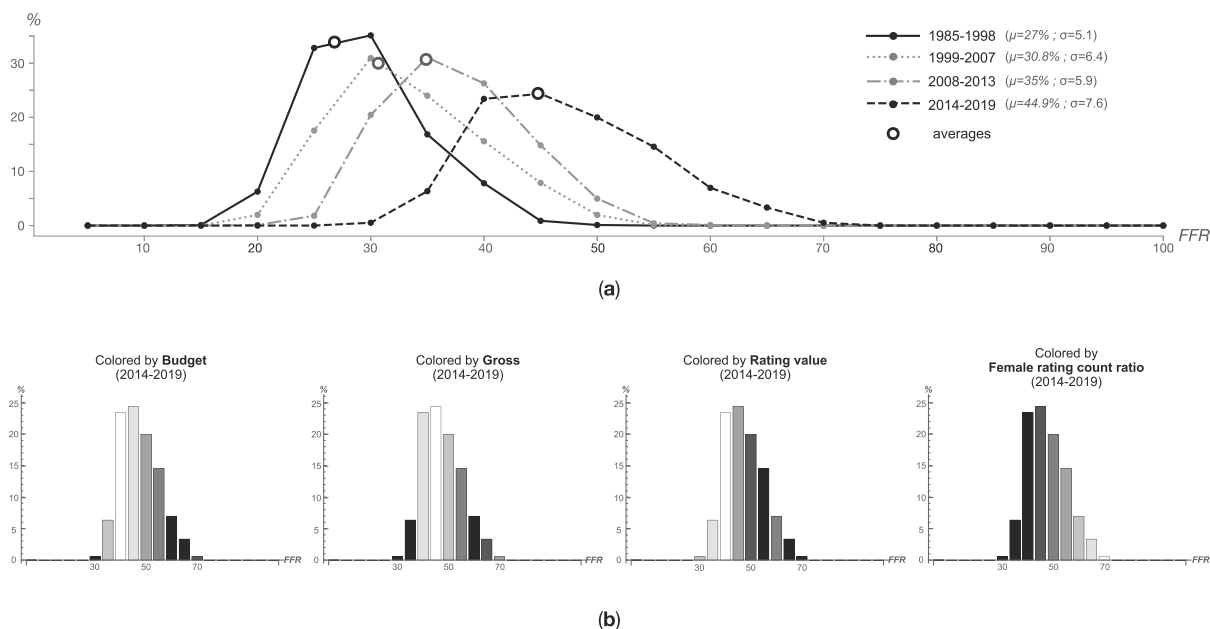 %
30
20
10
0
10 20 30 40 50 60 70 80 90 100
FFR
1985-1998 (μ=27% ; σ=5.1)
1999-2007 (μ=30.8% ; σ=6.4)
2008-2013 (μ=35% ; σ=5.9)
2014-2019 (μ=44.9% ; σ=7.6)
averages
(a)
Colored by Budget
(2014-2019)
%
25
20
15
10
5
0
30 50 70
FFR
Colored by Gross
(2014-2019)
%
25
20
15
10
5
0
30 50 70
FFR
Colored by Rating value
(2014-2019)
%
25
20
15
10
5
0
30 50 70
FFR
Colored by
Female rating count ratio
(2014-2019)
%
25
20
15
10
5
0
30 50 70
FFR
(b)